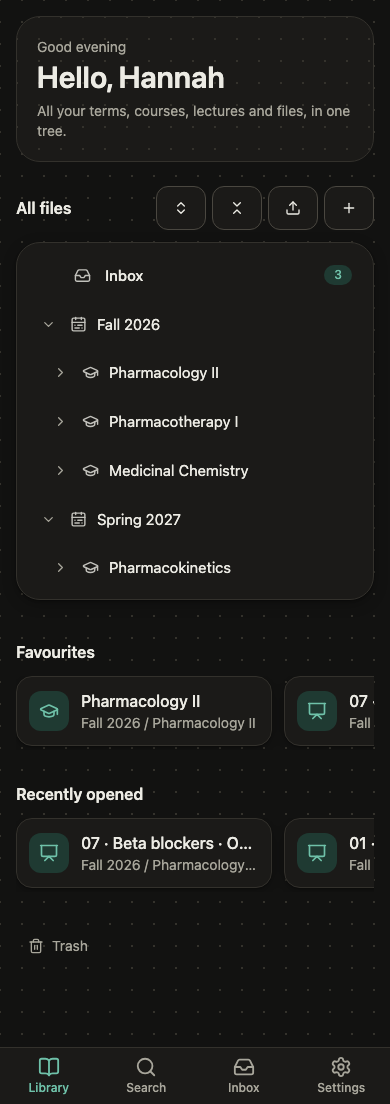 Good evening
Hello, Hannah
All your terms, courses, lectures and files, in one
tree.
All files
Inbox
3
Fall 2026
Pharmacology II
Pharmacotherapy I
Medicinal Chemistry
Spring 2027
Pharmacokinetics
Favourites
Pharmacology II
Fall 2026 / Pharmacology II
07 ·
Fall
Recently opened
07 · Beta blockers · O...
Fall 2026 / Pharmacology...
01 ·
Fall
Trash
Library
Search
Inbox
Settings